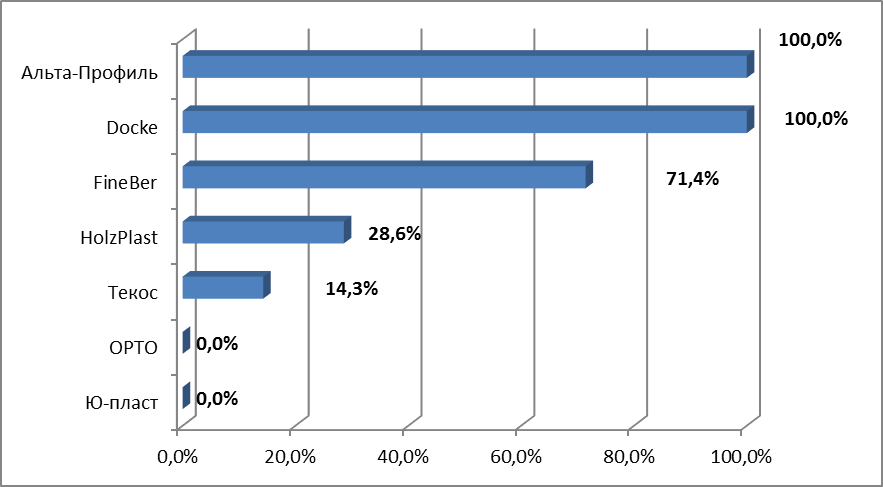 Альта-Профиль 100,0%
Docke 100,0%
FineBer 71,4%
HolzPlast 28,6%
Текос 14,3%
ОРТО 0,0%
Ю-пласт 0,0%
0,0% 20,0% 40,0% 60,0% 80,0% 100,0%